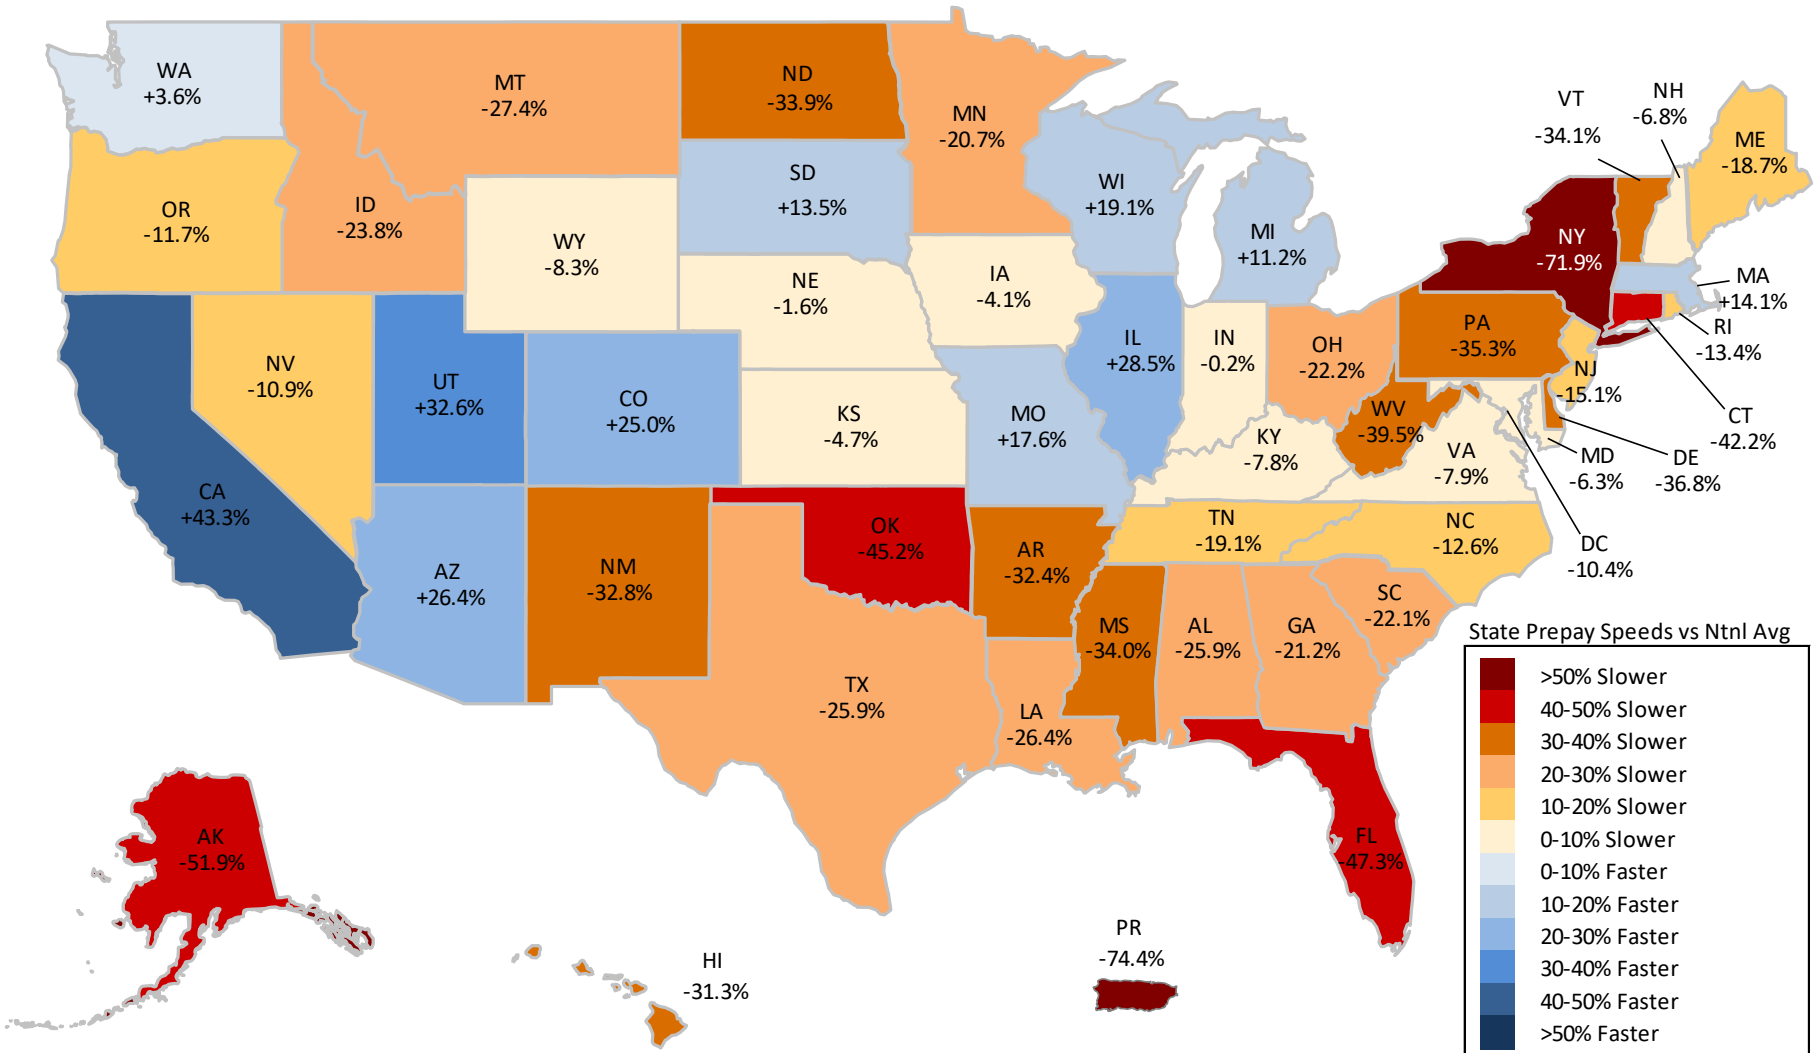 WA
+3.6%
MT
-27.4%
ND
-33.9%
MN
-20.7%
VT
-34.1%
NH
-6.8%
ME
-18.7%
OR
-11.7%
ID
-23.8%
WY
-8.3%
SD
+13.5%
WI
+19.1%
MI
+11.2%
NY
-71.9%
MA
+14.1%
RI
-13.4%
NE
-1.6%
IA
-4.1%
NV
-10.9%
UT
+32.6%
CO
+25.0%
KS
-4.7%
MO
+17.6%
IL
+28.5%
IN
-0.2%
OH
-22.2%
PA
-35.3%
NJ
-15.1%
CT
-42.2%
WV
-39.5%
KY
-7.8%
VA
-7.9%
MD
-6.3%
DE
-36.8%
DC
-10.4%
CA
+43.3%
AZ
+26.4%
NM
-32.8%
OK
-45.2%
AR
-32.4%
TN
-19.1%
NC
-12.6%
SC
-22.1%
MS
-34.0%
AL
-25.9%
GA
-21.2%
TX
-25.9%
LA
-26.4%
FL
-47.3%
AK
-51.9%
HI
-31.3%
PR
-74.4%
State Prepay Speeds vs Ntnl Avg
>50% Slower
40-50% Slower
30-40% Slower
20-30% Slower
10-20% Slower
0-10% Slower
0-10% Faster
10-20% Faster
20-30% Faster
30-40% Faster
40-50% Faster
>50% Faster